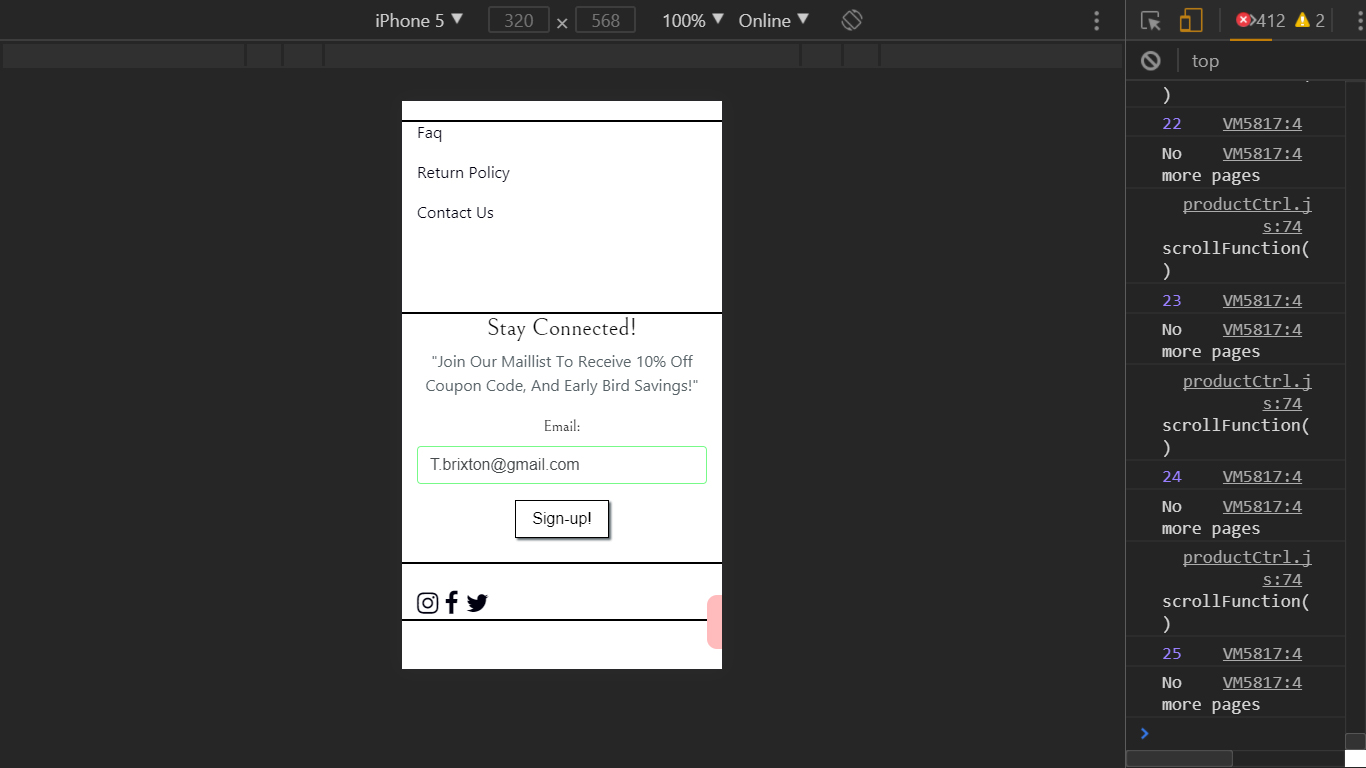 iPhone 5 ▼ 320 × 568 100% ▼ Online ▼
412 2
top
Faq
Return Policy
Contact Us
Stay Connected!
"Join Our Maillist To Receive 10% Off
Coupon Code, And Early Bird Savings!"
Email:
T.brixton@gmail.com
Sign-up!
)
22 VM5817:4
No VM5817:4
more pages
productCtrl.j
s:74
scrollFunction(
)
23 VM5817:4
No VM5817:4
more pages
productCtrl.j
s:74
scrollFunction(
)
24 VM5817:4
No VM5817:4
more pages
productCtrl.j
s:74
scrollFunction(
)
25 VM5817:4
No VM5817:4
more pages